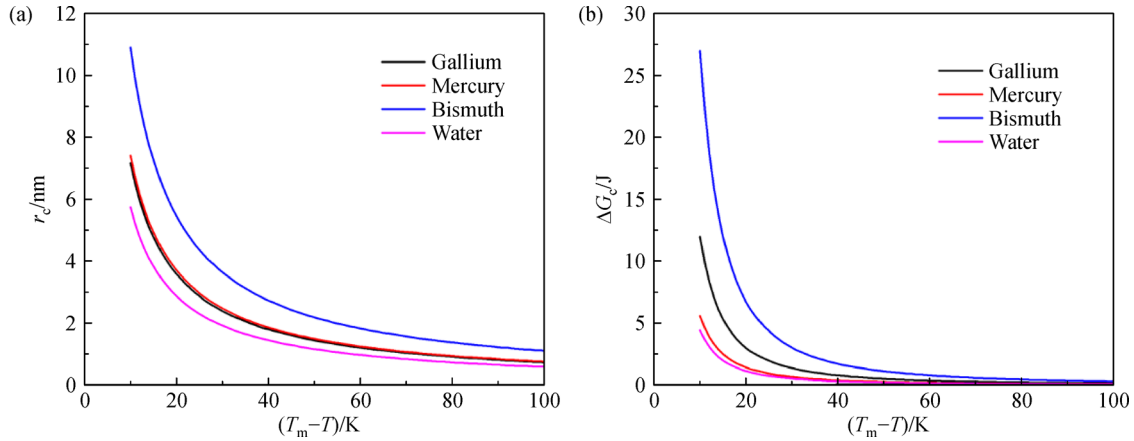 (a)
12
10
8
6
4
2
0
r_c/nm
Gallium
Mercury
Bismuth
Water
0 20 40 60 80 100
(T_m−T)/K
(b)
30
25
20
15
10
5
0
ΔG_c/J
Gallium
Mercury
Bismuth
Water
0 20 40 60 80 100
(T_m−T)/K